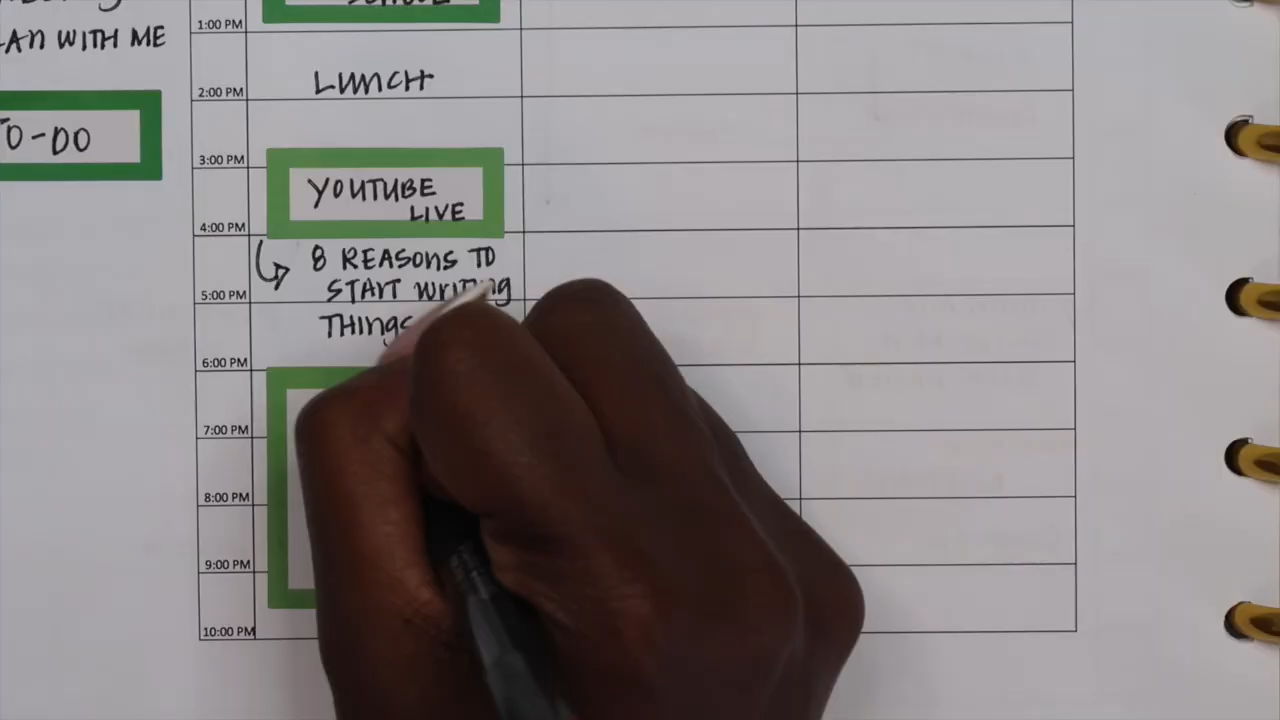 1:00 PM
LAN WITH ME
LUNCH
2:00 PM
TO-DO
3:00 PM
YOUTUBE
LIVE
4:00 PM
8 REASONS TO
START WRITING
5:00 PM
THINGS
6:00 PM
7:00 PM
8:00 PM
9:00 PM
10:00 PM